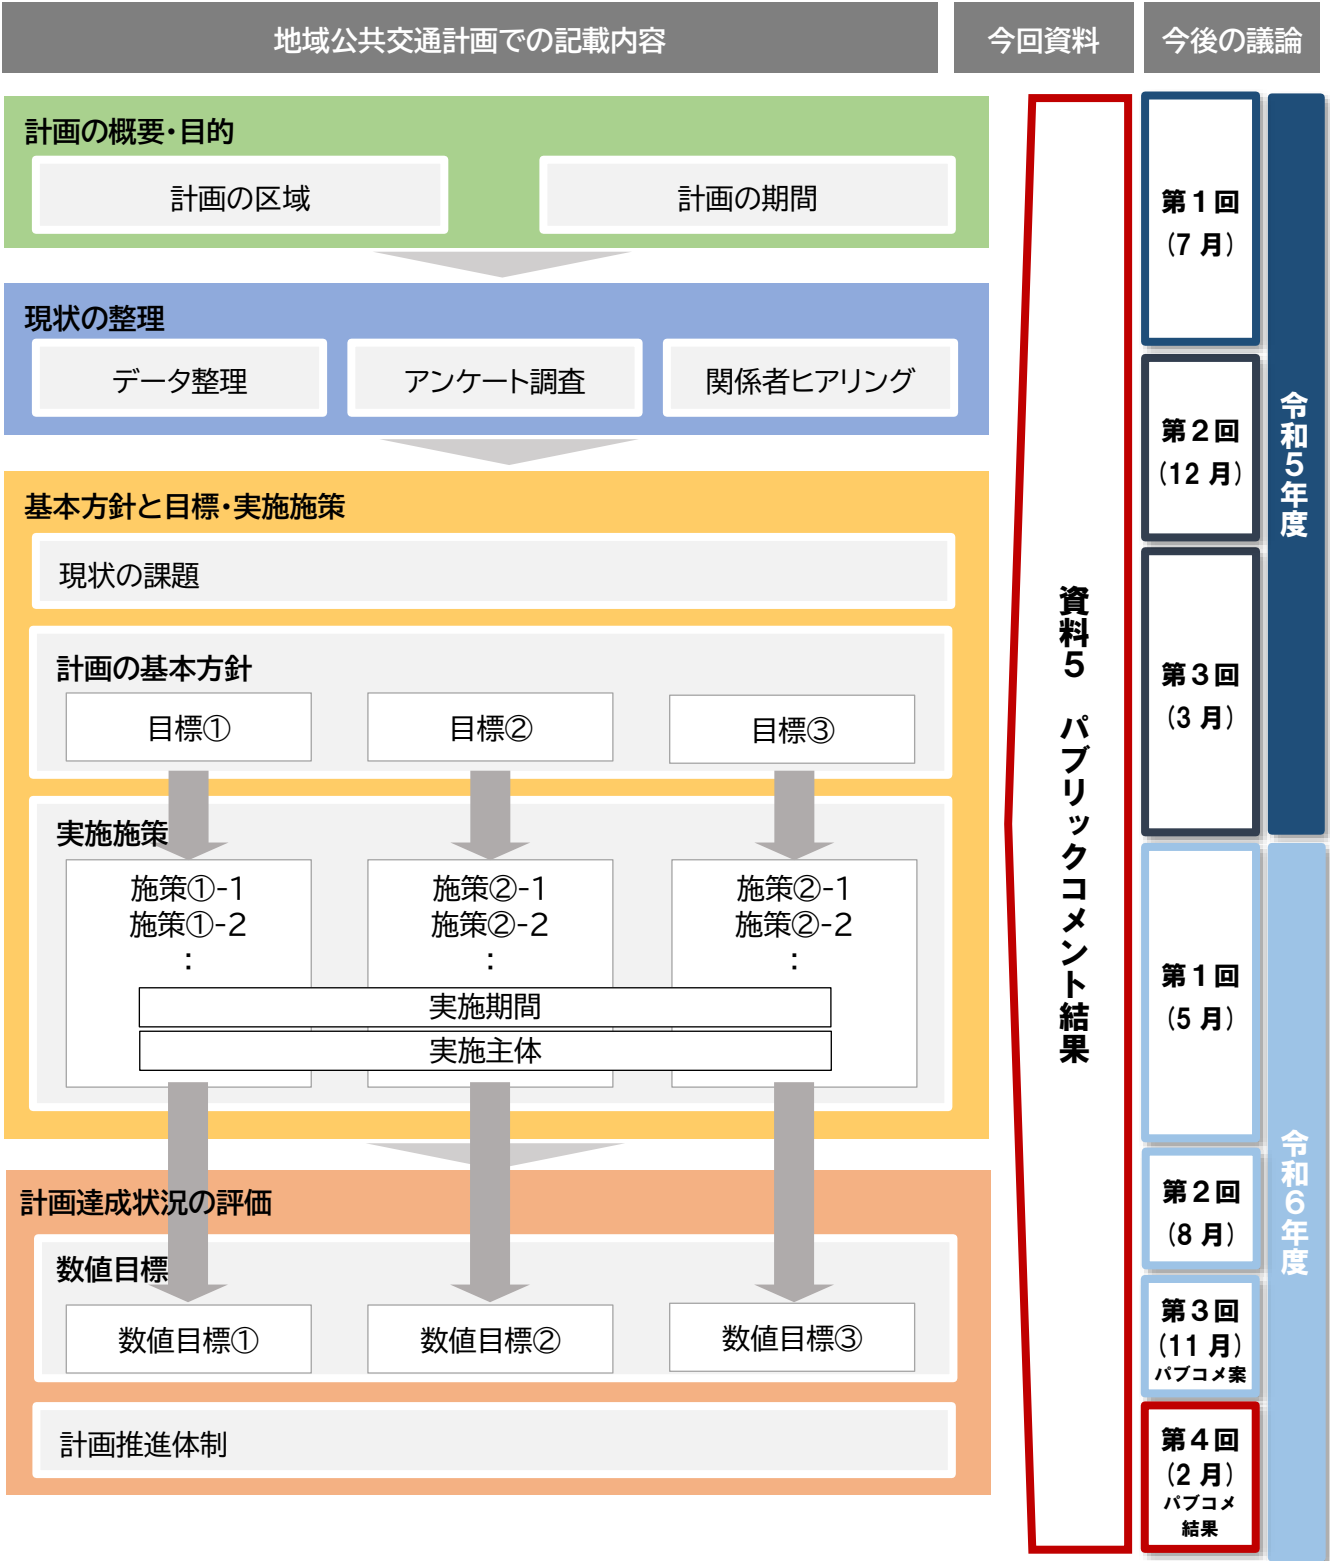 地域公共交通計画での記載内容
今回資料
今後の議論
計画の概要・目的
計画の区域
計画の期間
現状の整理
データ整理
アンケート調査
関係者ヒアリング
基本方針と目標・実施施策
現状の課題
計画の基本方針
目標①
目標②
目標③
実施施策
施策①-1
施策①-2
：
施策②-1
施策②-2
：
施策②-1
施策②-2
：
実施期間
実施主体
計画達成状況の評価
数値目標
数値目標①
数値目標②
数値目標③
計画推進体制
資料５　パブリックコメント結果
第１回
（7 月）
第２回
（12 月）
第３回
（3 月）
第１回
（5 月）
第２回
（8 月）
第３回
（11 月）
パブコメ案
第４回
（2 月）
パブコメ
結果
令和５年度
令和６年度